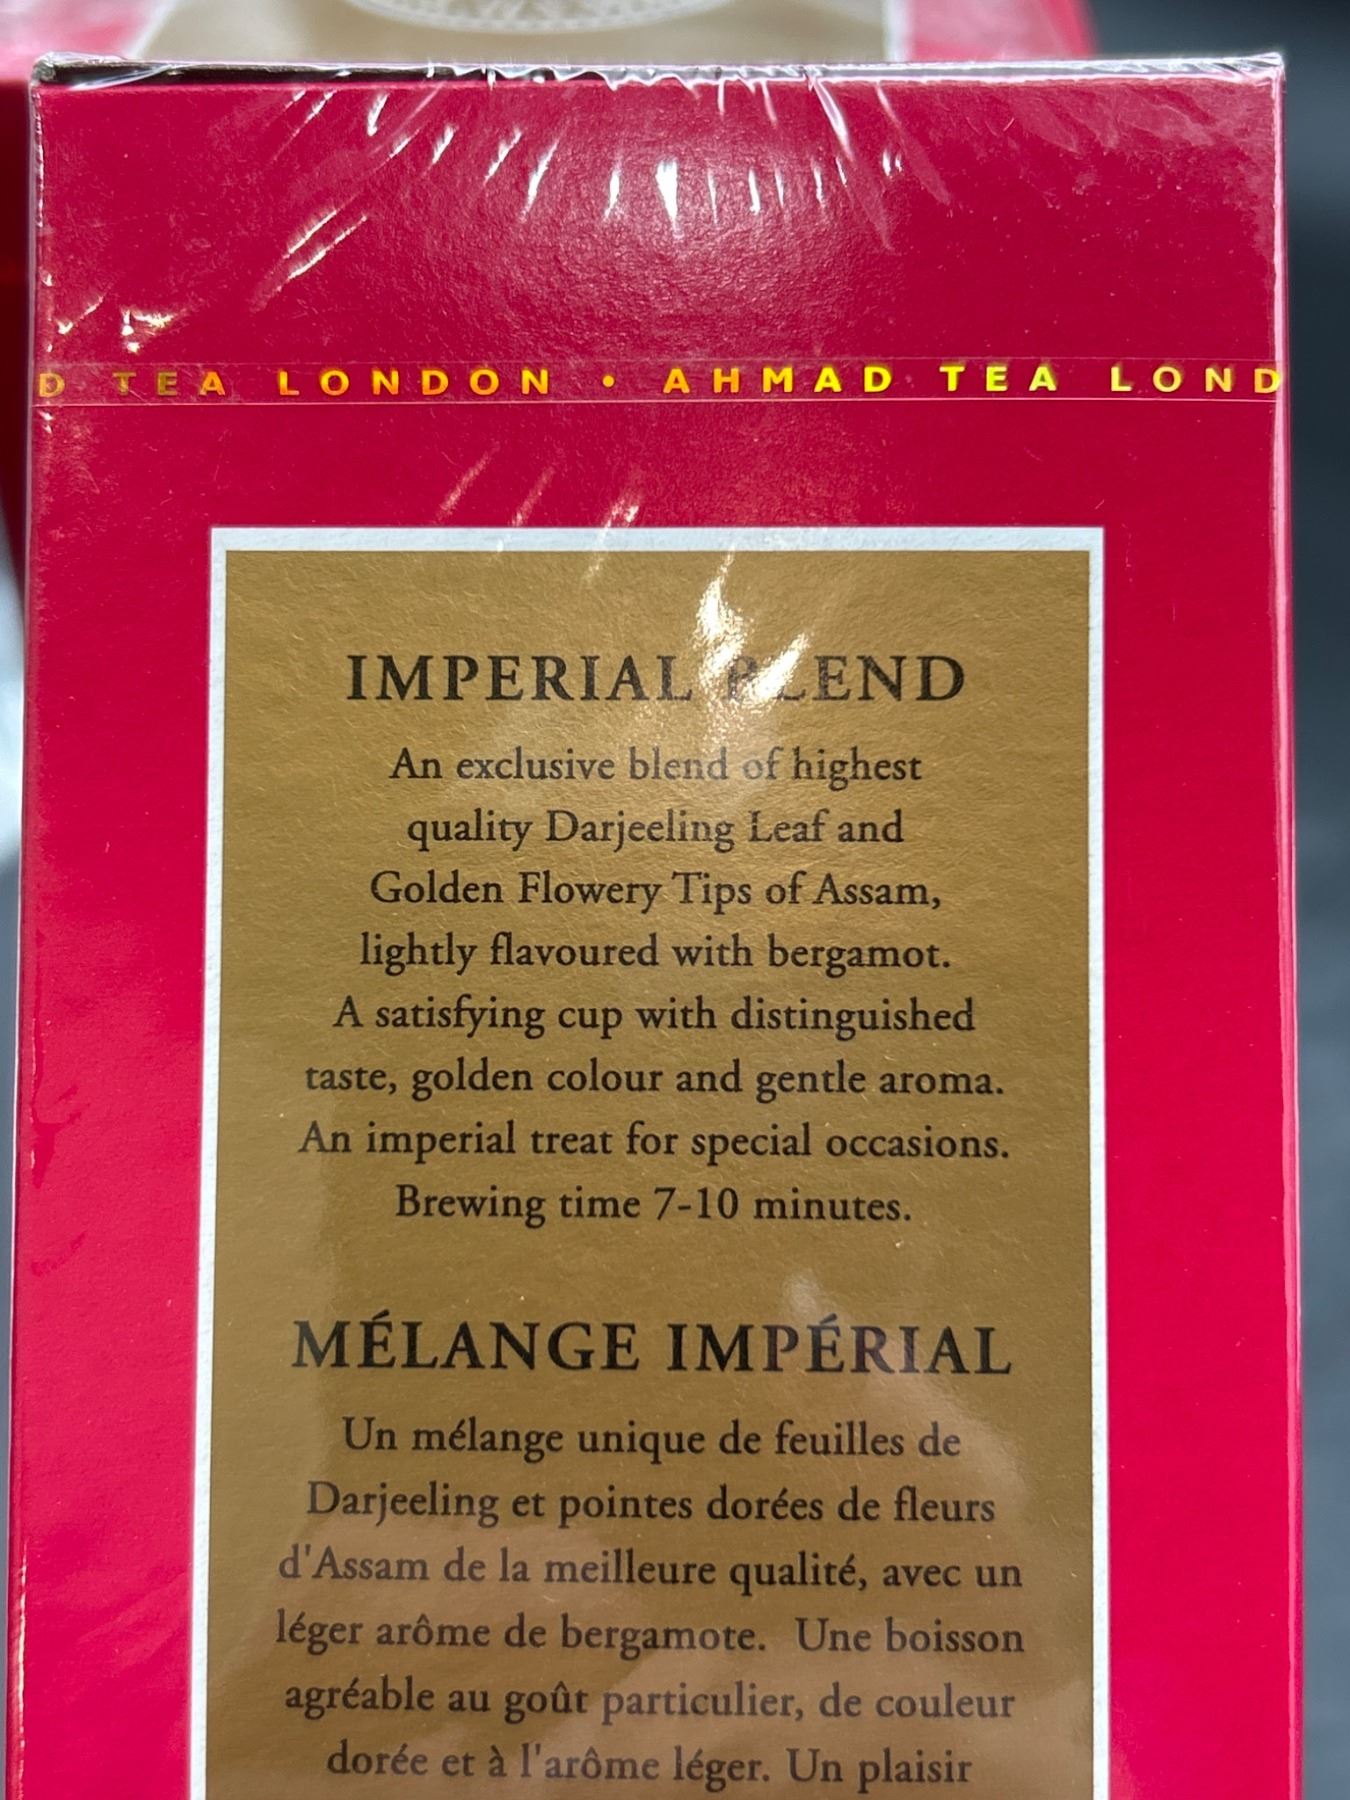 D TEA LONDON • AHMAD TEA LOND
IMPERIAL BLEND
An exclusive blend of highest
quality Darjeeling Leaf and
Golden Flowery Tips of Assam,
lightly flavoured with bergamot.
A satisfying cup with distinguished
taste, golden colour and gentle aroma.
An imperial treat for special occasions.
Brewing time 7-10 minutes.
MÉLANGE IMPÉRIAL
Un mélange unique de feuilles de
Darjeeling et pointes dorées de fleurs
d'Assam de la meilleure qualité, avec un
léger arôme de bergamote. Une boisson
agréable au goût particulier, de couleur
dorée et à l'arôme léger. Un plaisir